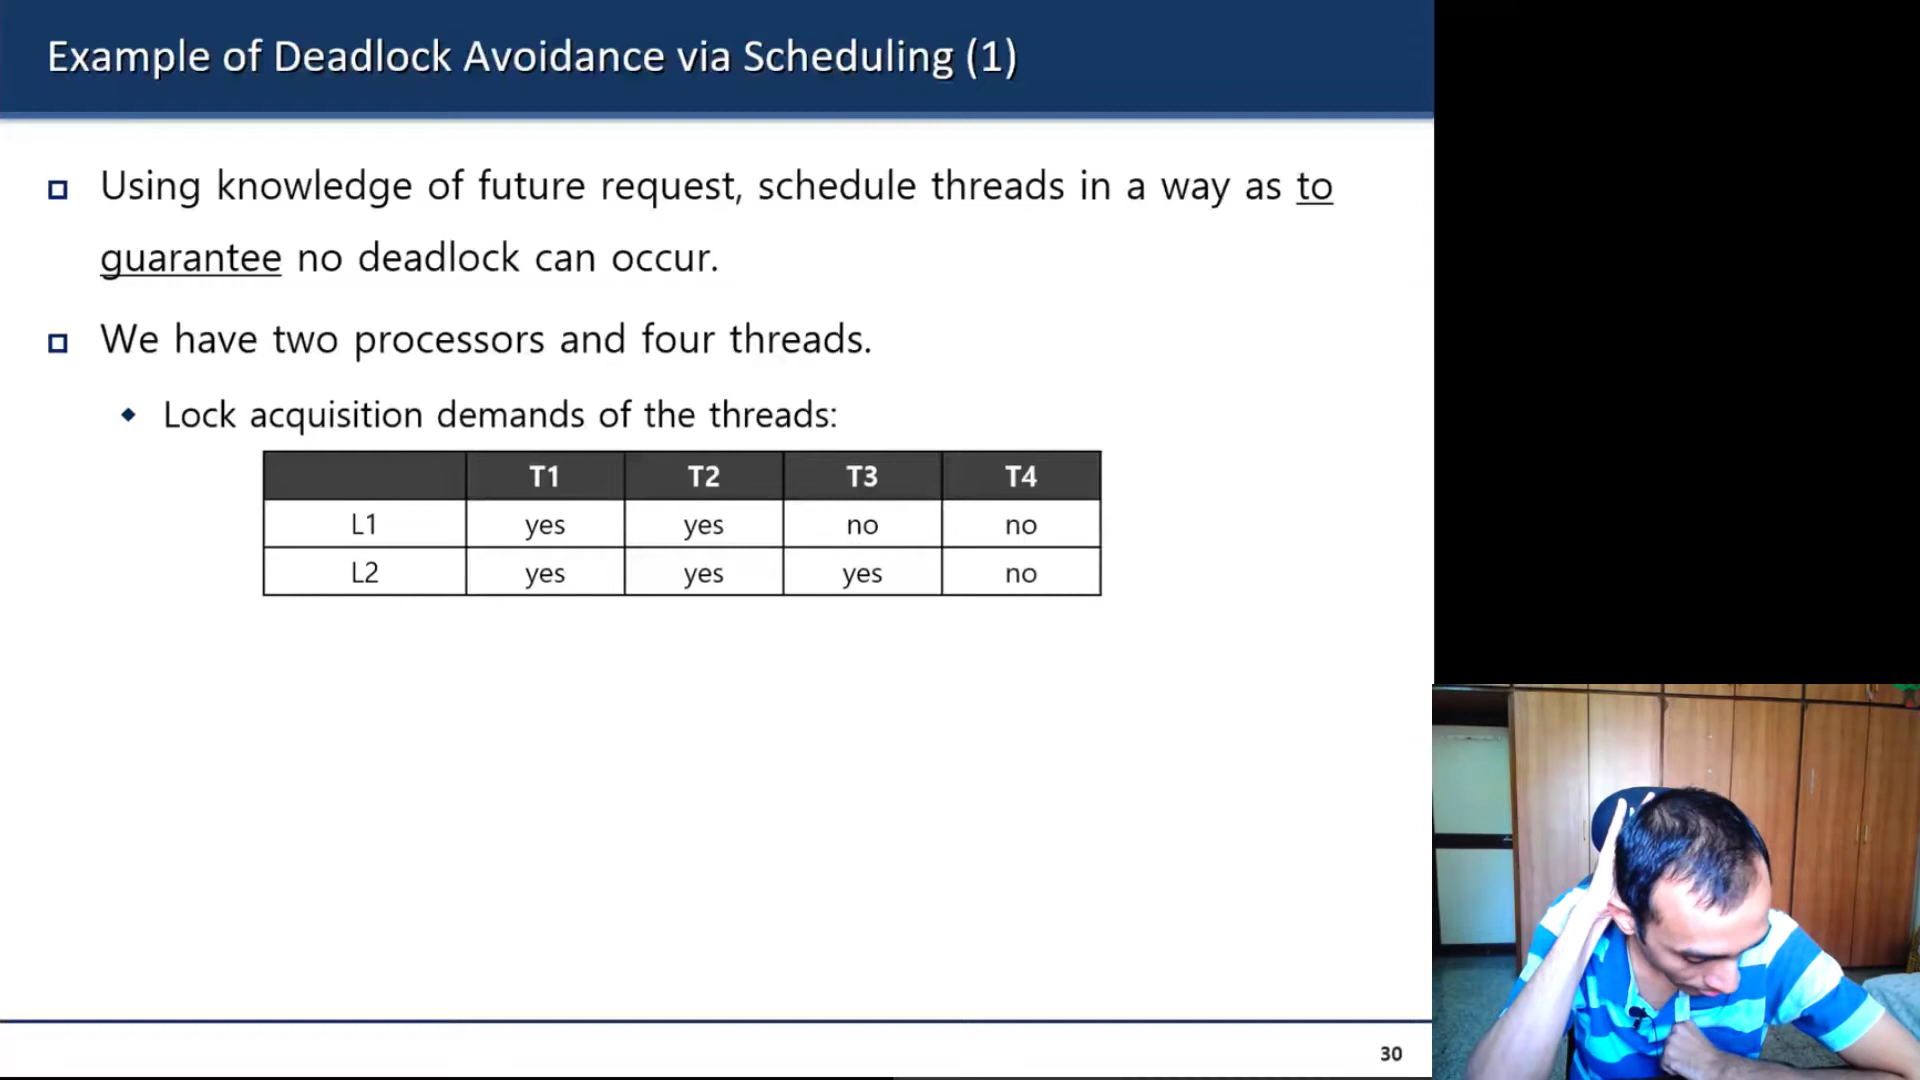 Example of Deadlock Avoidance via Scheduling (1)
Using knowledge of future request, schedule threads in a way as to
guarantee no deadlock can occur.
We have two processors and four threads.
Lock acquisition demands of the threads:
T1 T2 T3 T4
L1 yes yes no no
L2 yes yes yes no
30